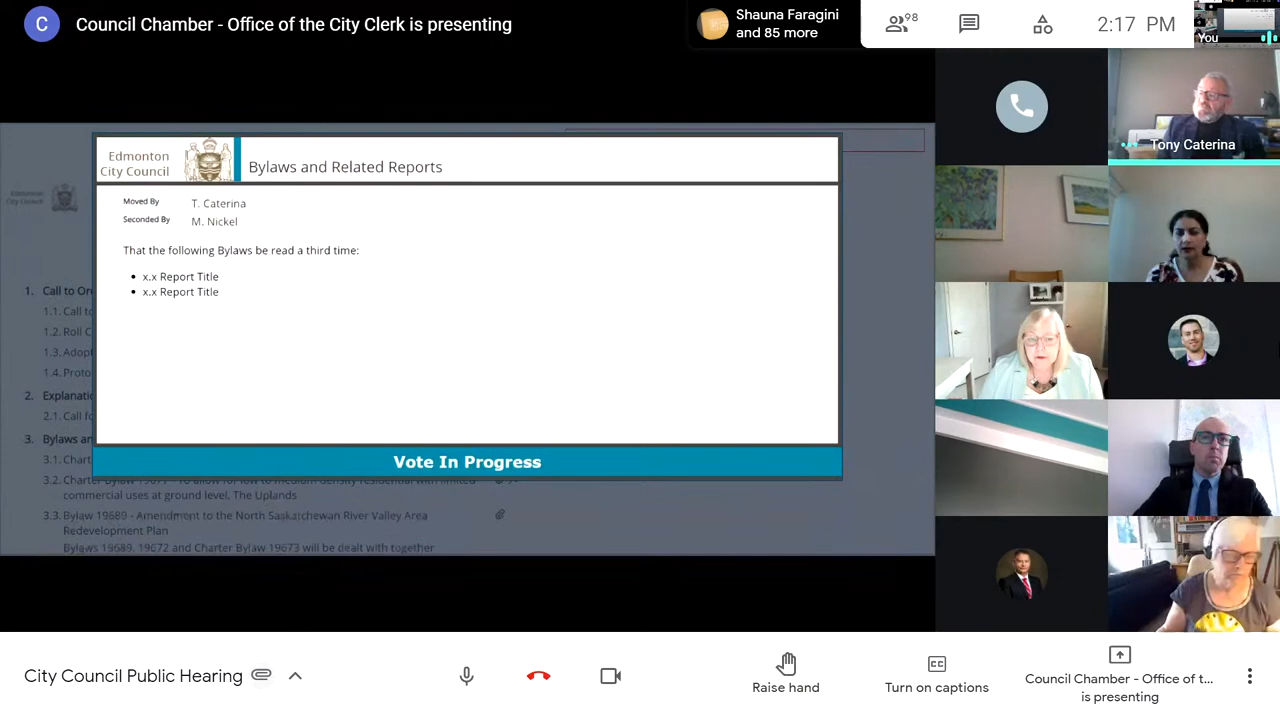 C
Council Chamber - Office of the City Clerk is presenting
Shauna Faragini
and 85 more
98
2:17 PM
You
Tony Caterina
Edmonton
City Council
Bylaws and Related Reports
Moved By
T. Caterina
Seconded By
M. Nickel
That the following Bylaws be read a third time:
• x.x Report Title
• x.x Report Title
Vote In Progress
Edmonton
City Council
1. Call to Or
1.1. Call to
1.2. Roll C
1.3. Adopt
1.4. Proto
2. Explanatio
2.1. Call fo
3. Bylaws an
3.1. Chart
3.2. Charter Bylaw - To allow for low to medium density residential with limited
commercial uses at ground level, The Uplands
3.3. Bylaw 19689 - Amendment to the North Saskatchewan River Valley Area
Redevelopment Plan
Bylaws 19689, 19672 and Charter Bylaw 19673 will be dealt with together
City Council Public Hearing
Raise hand
CC
Turn on captions
Council Chamber - Office of t...
is presenting